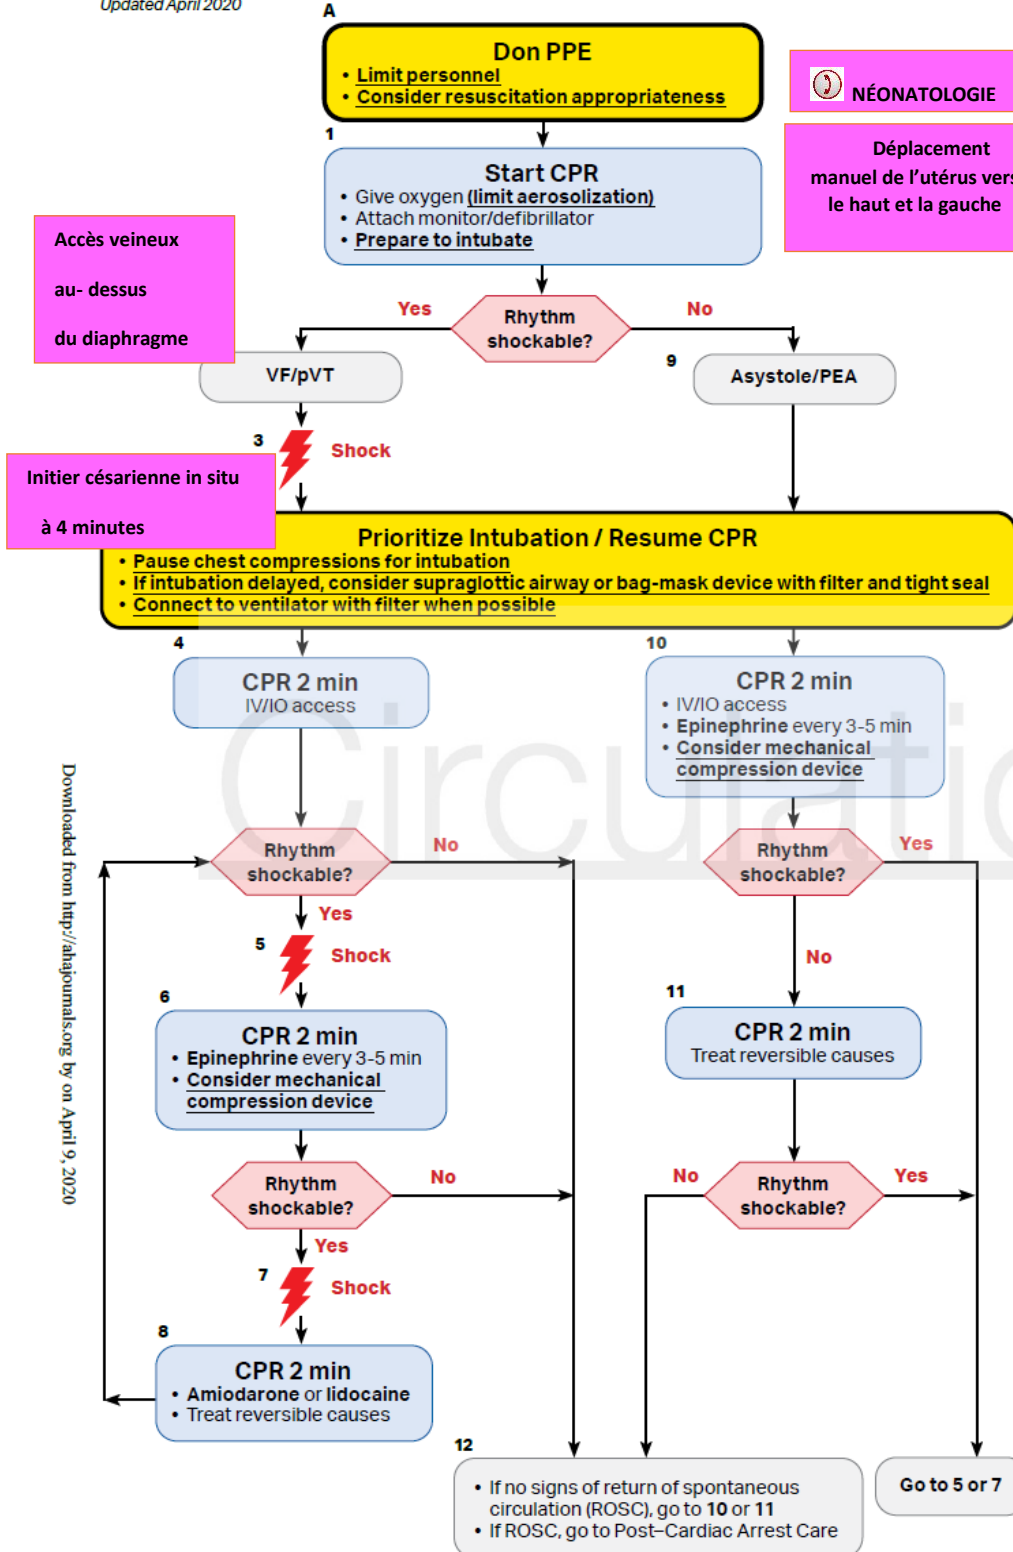 Updated April 2020
A
Don PPE
• Limit personnel
• Consider resuscitation appropriateness
NÉONATOLOGIE
1
Start CPR
• Give oxygen (limit aerosolization)
• Attach monitor/defibrillator
• Prepare to intubate
Déplacement
manuel de l’utérus vers
le haut et la gauche
Accès veineux
au- dessus
du diaphragme
Yes
Rhythm
shockable?
No
VF/pVT
9
Asystole/PEA
3
Shock
Initier césarienne in situ
à 4 minutes
Prioritize Intubation / Resume CPR
• Pause chest compressions for intubation
• If intubation delayed, consider supraglottic airway or bag-mask device with filter and tight seal
• Connect to ventilator with filter when possible
4
CPR 2 min
IV/IO access
10
CPR 2 min
• IV/IO access
• Epinephrine every 3-5 min
• Consider mechanical
compression device
Circulatio
Downloaded from http://ahajournals.org by on April 9, 2020
Rhythm
shockable?
No
Rhythm
shockable?
Yes
Yes
5
Shock
No
6
CPR 2 min
• Epinephrine every 3-5 min
• Consider mechanical
compression device
11
CPR 2 min
Treat reversible causes
Rhythm
shockable?
No
No
Rhythm
shockable?
Yes
Yes
7
Shock
8
CPR 2 min
• Amiodarone or lidocaine
• Treat reversible causes
12
• If no signs of return of spontaneous
circulation (ROSC), go to 10 or 11
• If ROSC, go to Post–Cardiac Arrest Care
Go to 5 or 7